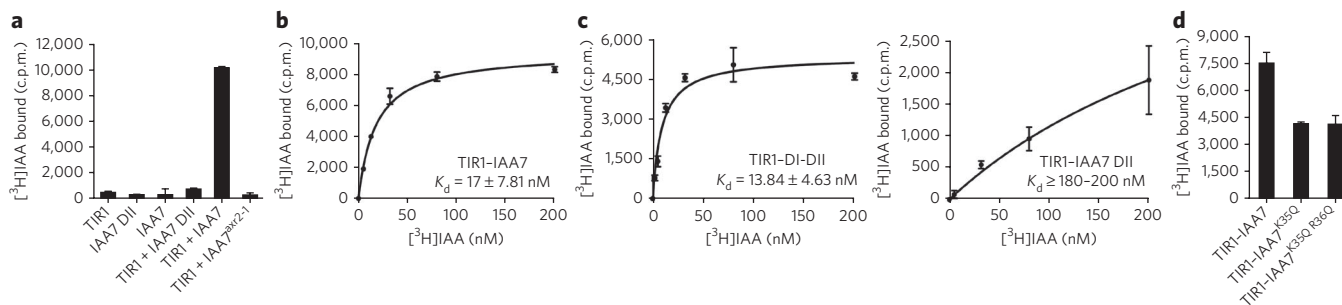 a
[³H]IAA bound (c.p.m.)
12,000
10,000
8,000
6,000
4,000
2,000
0
TIR1
IAA7 DII
IAA7
TIR1 + IAA7 DII
TIR1 + IAA7
TIR1 + IAA7axr2-1
b
[³H]IAA bound (c.p.m.)
10,000
8,000
6,000
4,000
2,000
0
TIR1–IAA7
Kd = 17 ± 7.81 nM
0 50 100 150 200
[³H]IAA (nM)
c
[³H]IAA bound (c.p.m.)
6,000
4,500
3,000
1,500
0
TIR1–DI-DII
Kd = 13.84 ± 4.63 nM
0 50 100 150 200
[³H]IAA (nM)
[³H]IAA bound (c.p.m.)
2,500
2,000
1,500
1,000
500
0
TIR1–IAA7 DII
Kd ≥ 180–200 nM
0 50 100 150 200
[³H]IAA (nM)
d
[³H]IAA bound (c.p.m.)
9,000
7,500
6,000
4,500
3,000
1,500
0
TIR1–IAA7
TIR1–IAA7K35Q
TIR1–IAA7K35Q R36Q